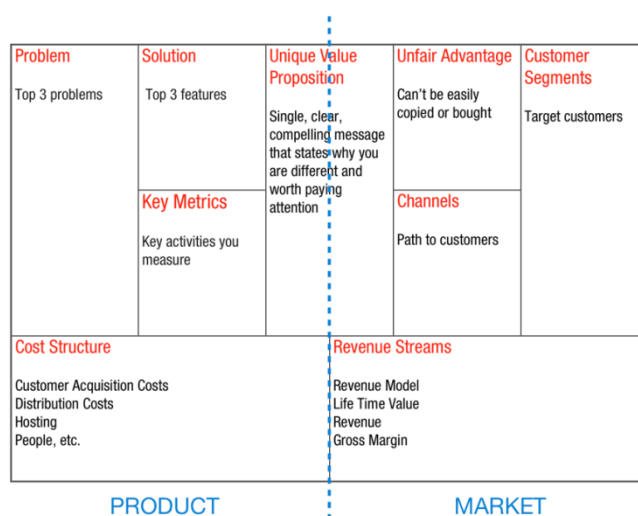 Problem
Top 3 problems
Solution
Top 3 features
Key Metrics
Key activities you
measure
Unique Value
Proposition
Single, clear,
compelling message
that states why you
are different and
worth paying
attention
Unfair Advantage
Can't be easily
copied or bought
Channels
Path to customers
Customer
Segments
Target customers
Cost Structure
Customer Acquisition Costs
Distribution Costs
Hosting
People, etc.
Revenue Streams
Revenue Model
Life Time Value
Revenue
Gross Margin
PRODUCT
MARKET